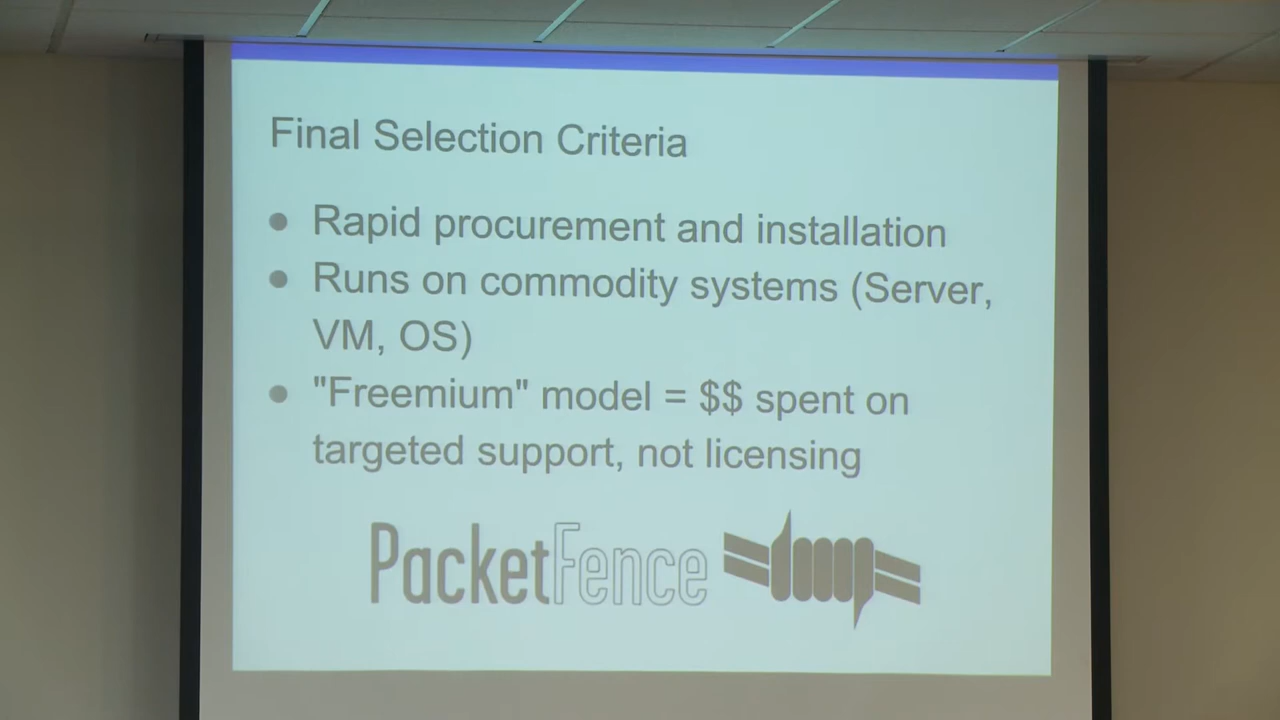 Final Selection Criteria
● Rapid procurement and installation
● Runs on commodity systems (Server,
VM, OS)
● "Freemium" model = $$ spent on
targeted support, not licensing
PacketFence